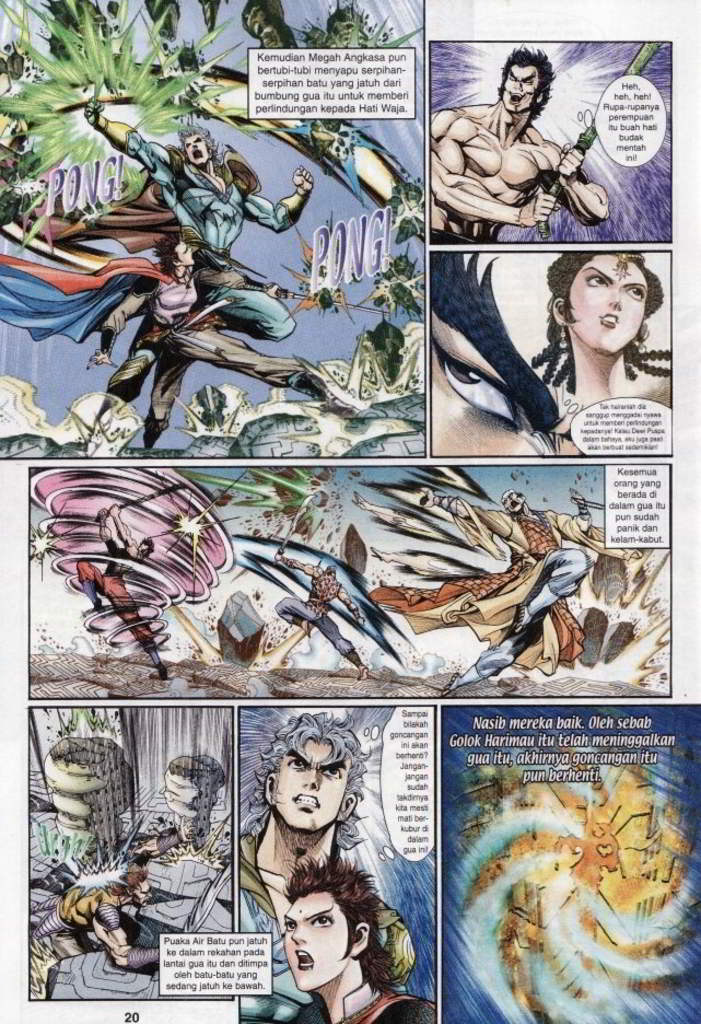 Kemudian Megah Angkasa pun
bertubi-tubi menyapu serpihan-
serpihan batu yang jatuh dari
bumbung gua itu untuk memberi
perlindungan kepada Hati Waja.
PONG!
PONG!
Heh,
heh, heh!
Rupa-rupanya
perempuan
itu buah hati
budak
mentah
ini!
Tak hairanlah dia
sanggup menggadai nyawa
untuk memberi perlindungan
kepadanya! Kalau Dewi Puspa
dalam bahaya, aku juga pasti
akan berbuat sedemikian!
Kesemua
orang yang
berada di
dalam gua itu
pun sudah
panik dan
kelam-kabut.
Puaka Air Batu pun jatuh
ke dalam rekahan pada
lantai gua itu dan ditimpa
oleh batu-batu yang
sedang jatuh ke bawah.
Sampai
bilakah
goncangan
ini akan
berhenti?
Jangan-
jangan
sudah
takdirnya
kita mesti
mati ber-
kubur di
dalam
gua ini!
Nasib mereka baik. Oleh sebab
Golok Harimau itu telah meninggalkan
gua itu, akhirnya goncangan itu
pun berhenti.
20